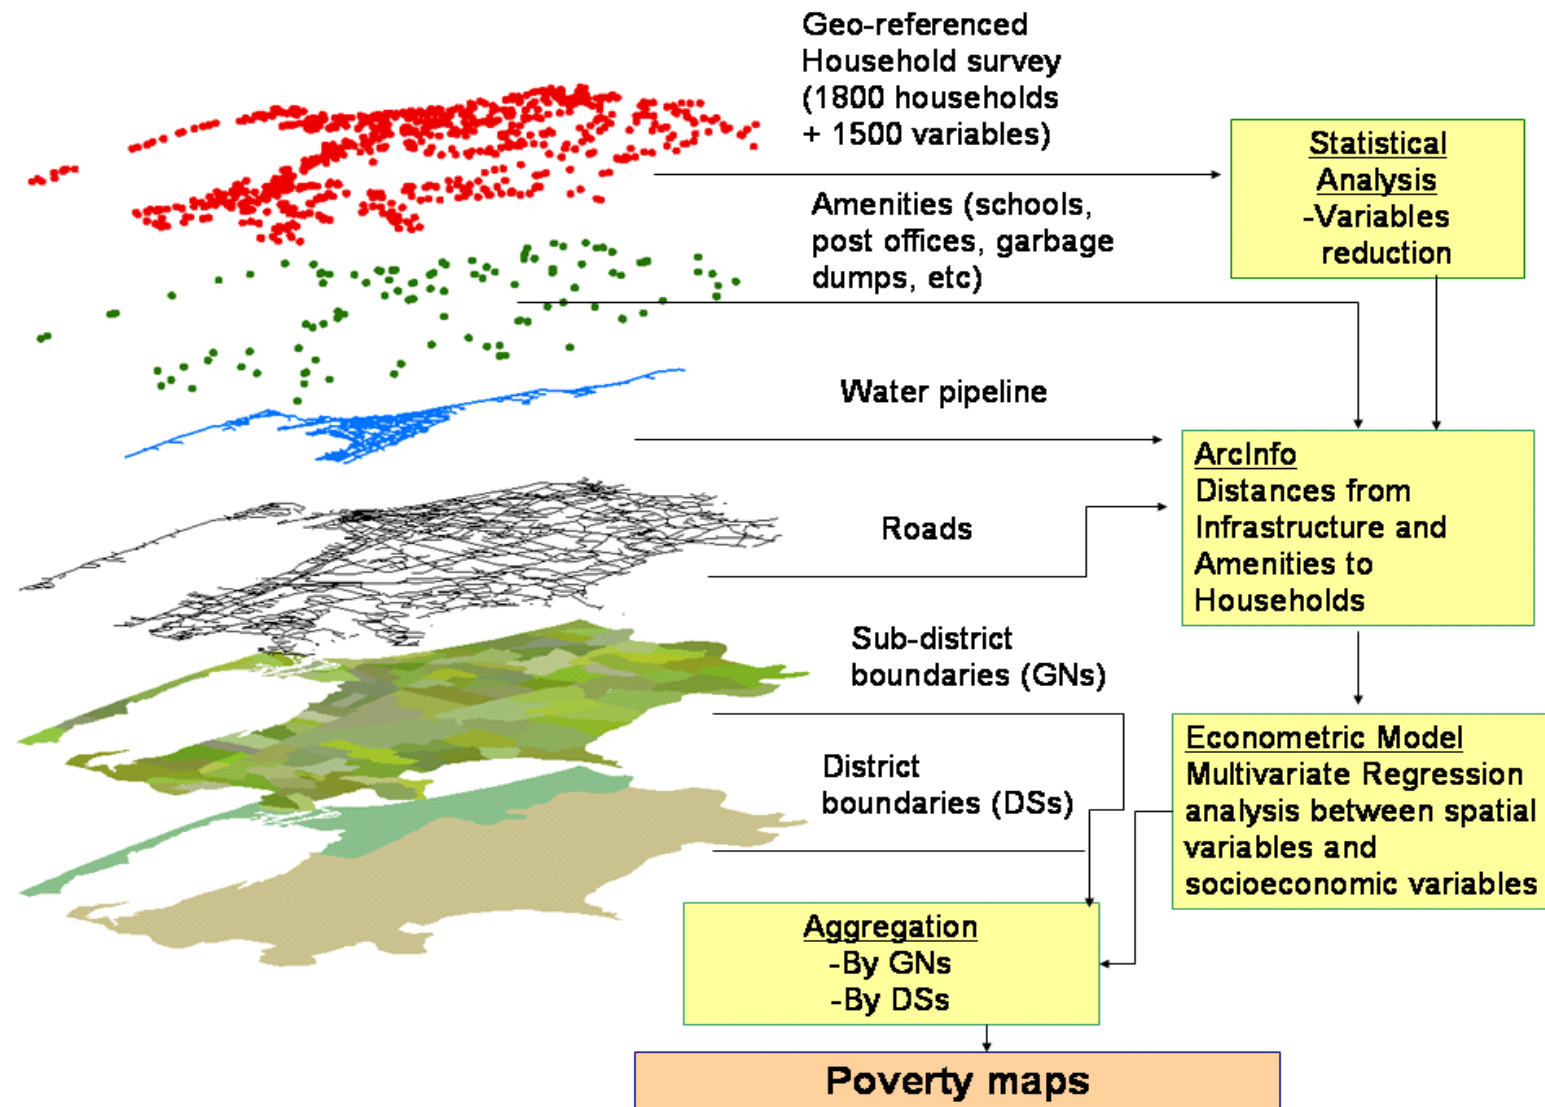 Geo-referenced
Household survey
(1800 households
+ 1500 variables)
Statistical
Analysis
-Variables
reduction
Amenities (schools,
post offices, garbage
dumps, etc)
Water pipeline
ArcInfo
Distances from
Infrastructure and
Amenities to
Households
Roads
Sub-district
boundaries (GNs)
Econometric Model
Multivariate Regression
analysis between spatial
variables and
socioeconomic variables
District
boundaries (DSs)
Aggregation
-By GNs
-By DSs
Poverty maps